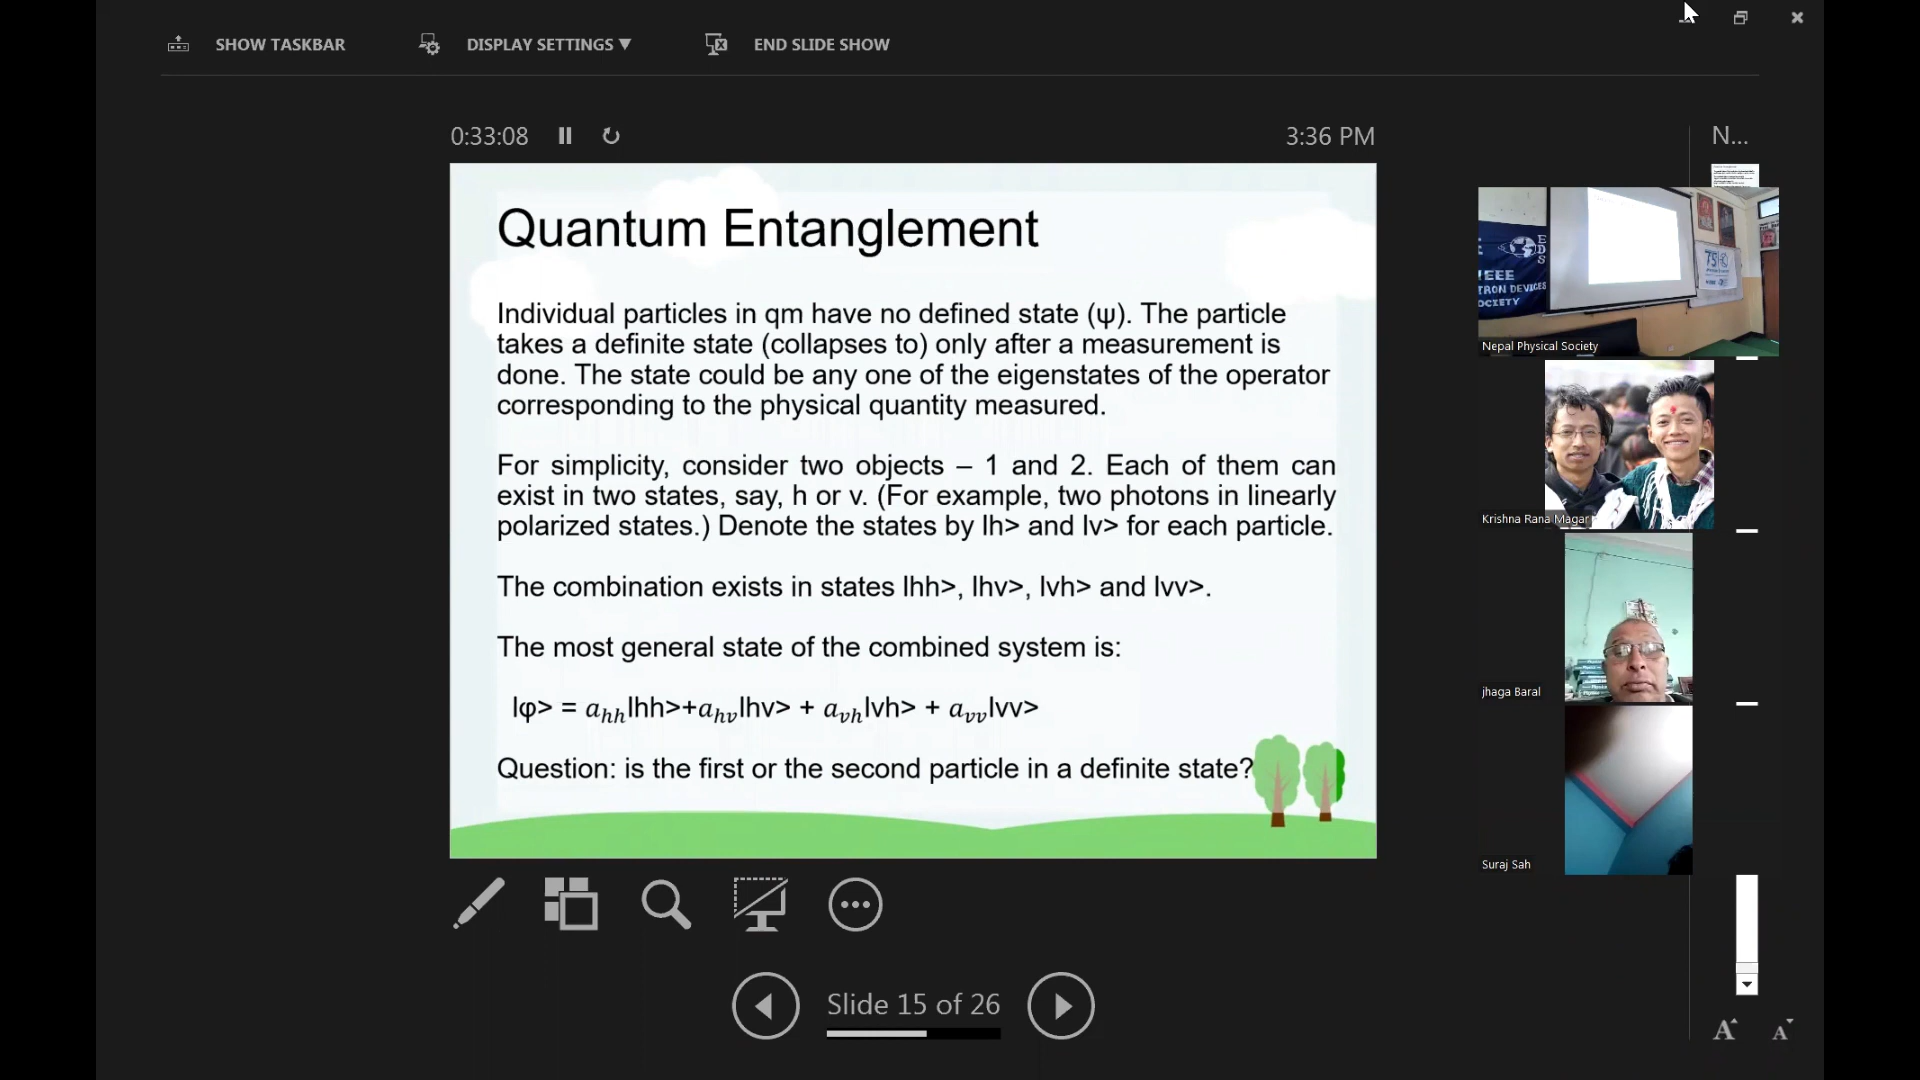 SHOW TASKBAR
DISPLAY SETTINGS ▼
END SLIDE SHOW
0:33:08
3:36 PM
N...
Quantum Entanglement
Individual particles in qm have no defined state (ψ). The particle
takes a definite state (collapses to) only after a measurement is
done. The state could be any one of the eigenstates of the operator
corresponding to the physical quantity measured.
For simplicity, consider two objects – 1 and 2. Each of them can
exist in two states, say, h or v. (For example, two photons in linearly
polarized states.) Denote the states by lh> and lv> for each particle.
The combination exists in states lhh>, lhv>, lvh> and lvv>.
The most general state of the combined system is:
lφ> = a_hh lhh>+a_hv lhv> + a_vh lvh> + a_vv lvv>
Question: is the first or the second particle in a definite state?
EDS
IEEE
TRON DEVICES
SOCIETY
75
Nepal Physical Society
Krishna Rana Magar
jhaga Baral
Suraj Sah
Slide 15 of 26
A A